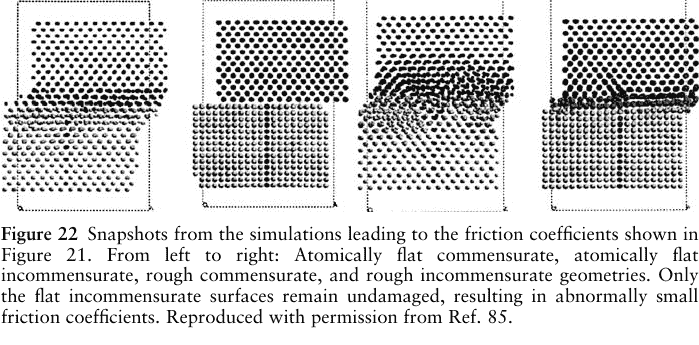 Figure 22 Snapshots from the simulations leading to the friction coefficients shown in
Figure 21. From left to right: Atomically flat commensurate, atomically flat
incommensurate, rough commensurate, and rough incommensurate geometries. Only
the flat incommensurate surfaces remain undamaged, resulting in abnormally small
friction coefficients. Reproduced with permission from Ref. 85.